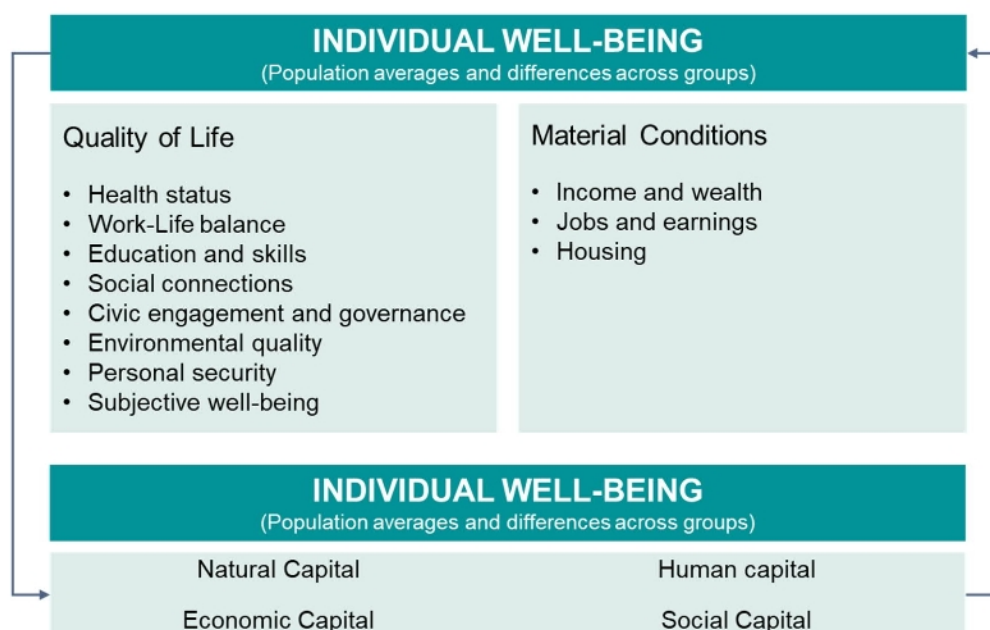 INDIVIDUAL WELL-BEING
(Population averages and differences across groups)
Quality of Life
• Health status
• Work-Life balance
• Education and skills
• Social connections
• Civic engagement and governance
• Environmental quality
• Personal security
• Subjective well-being
Material Conditions
• Income and wealth
• Jobs and earnings
• Housing
INDIVIDUAL WELL-BEING
(Population averages and differences across groups)
Natural Capital
Human capital
Economic Capital
Social Capital